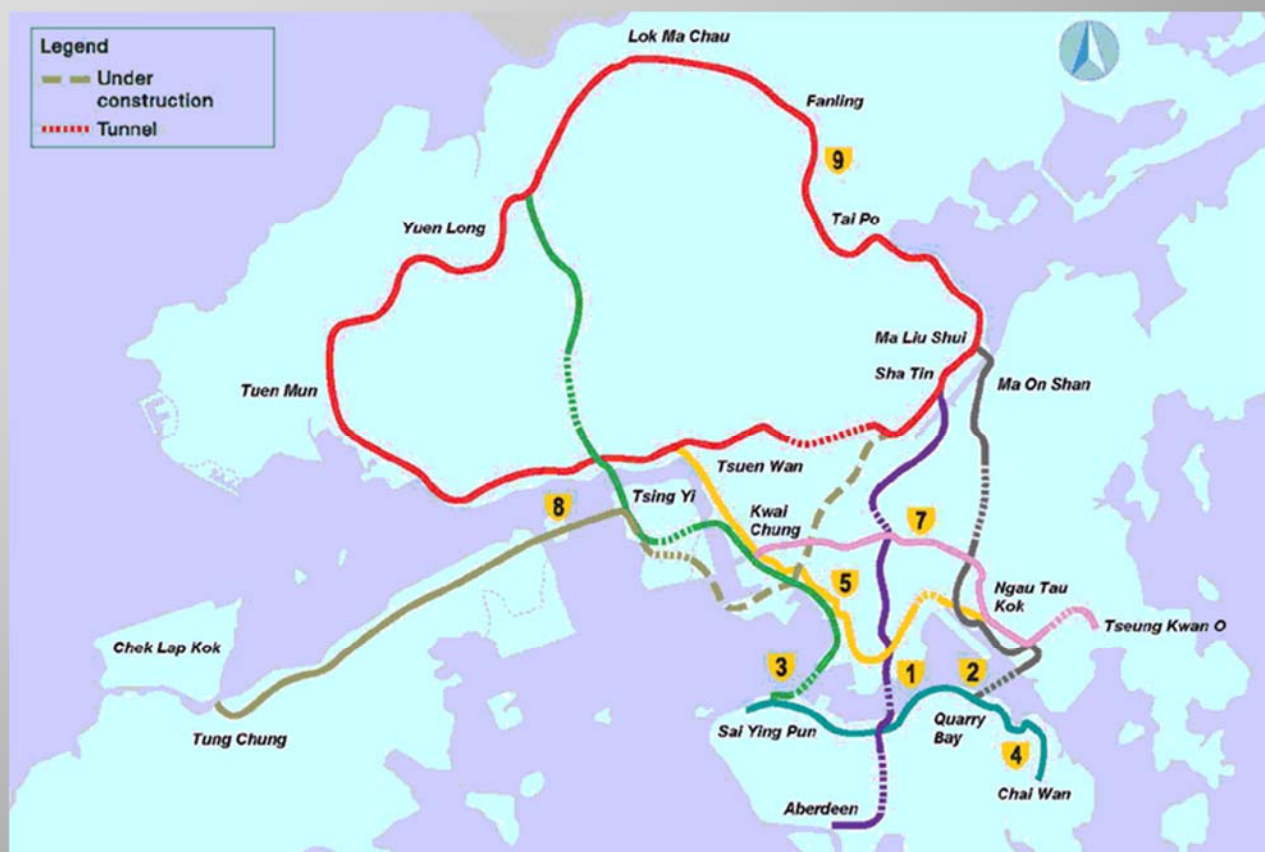 Legend
Under
construction
Tunnel
Lok Ma Chau
Fanling
9
Tai Po
Yuen Long
Ma Liu Shui
Sha Tin
Ma On Shan
Tuen Mun
Tsuen Wan
Tsing Yi
8
Kwai
Chung
7
5
Ngau Tau
Kok
Tseung Kwan O
Chek Lap Kok
3
1
2
Sai Ying Pun
Quarry
Bay
Tung Chung
4
Chai Wan
Aberdeen